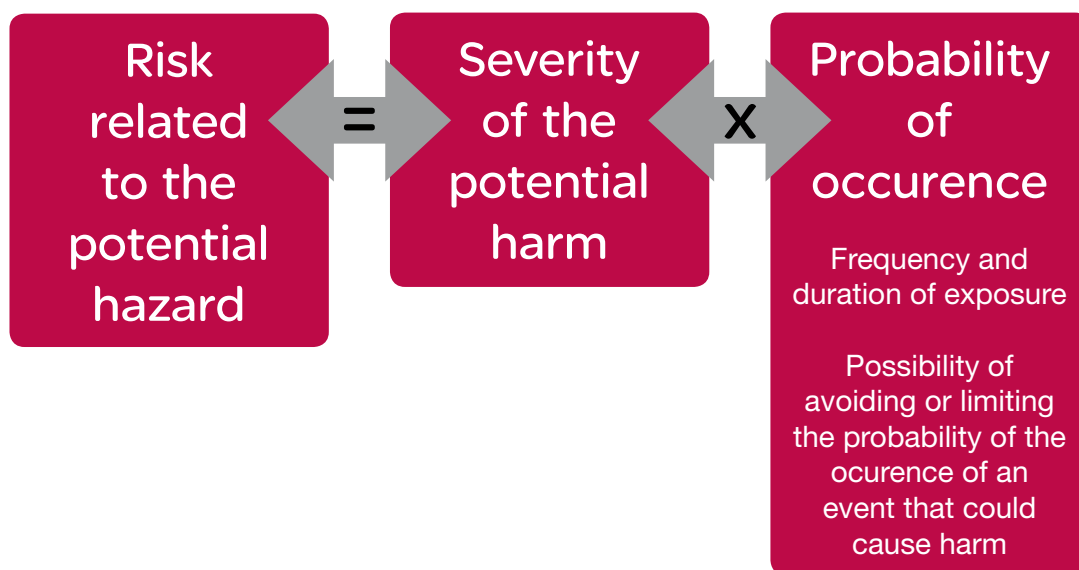 Risk
related
to the
potential
hazard
=
Severity
of the
potential
harm
x
Probability
of
occurence
Frequency and
duration of exposure
Possibility of
avoiding or limiting
the probability of the
ocurence of an
event that could
cause harm